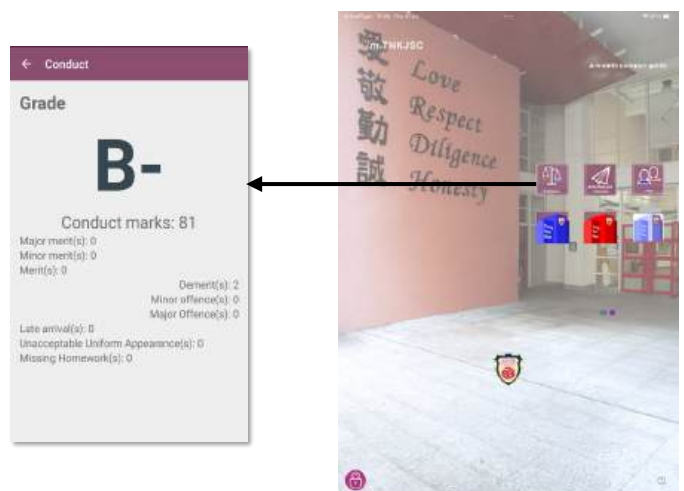 ← Conduct
Grade
B-
Conduct marks: 81
Major merit(s): 0
Minor merit(s): 0
Merit(s): 0
Demerit(s): 2
Minor offence(s): 0
Major Offence(s): 0
Late arrival(s): 0
Unacceptable Uniform Appearance(s): 0
Missing Homework(s): 0
愛敬勤誠
Love
Respect
Diligence
Honesty